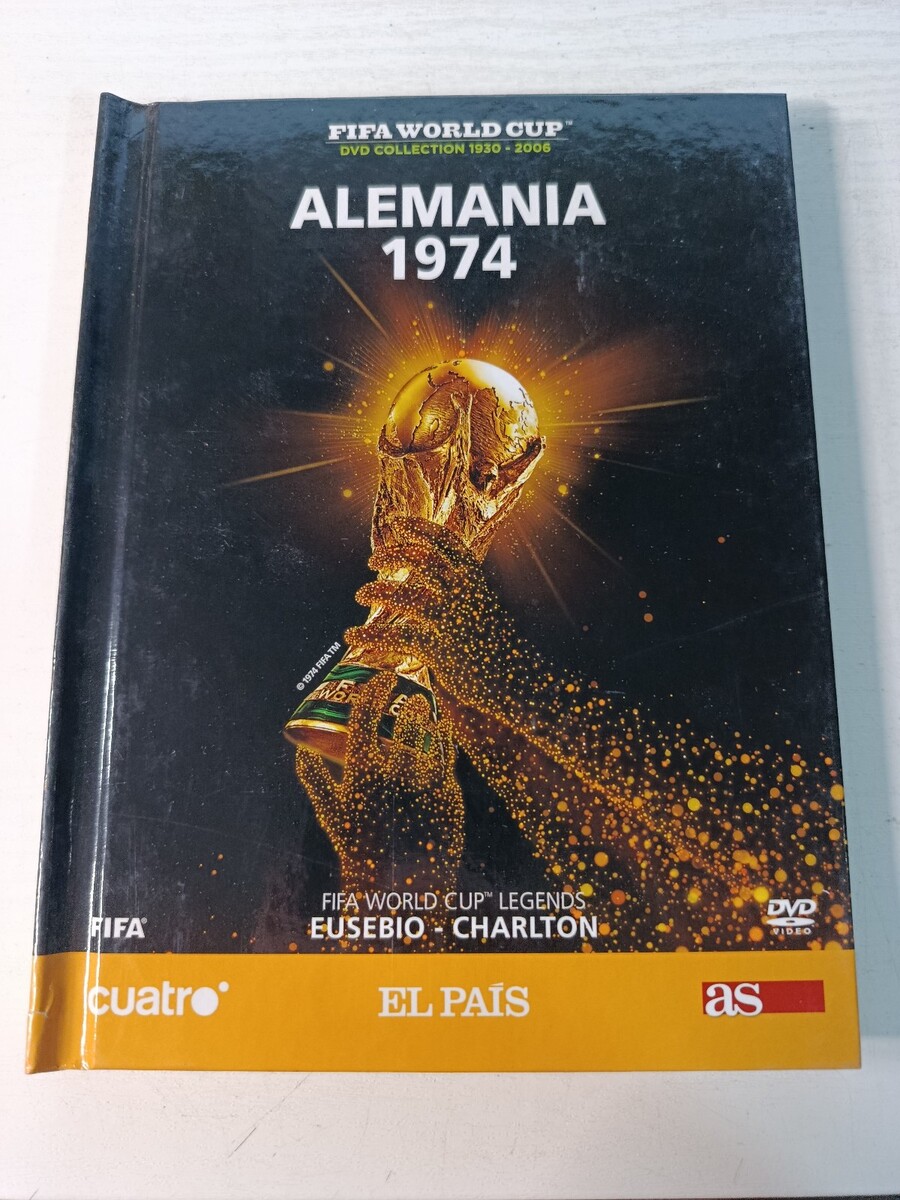 FIFA WORLD CUP™
DVD COLLECTION 1930 - 2006
ALEMANIA
1974
© 1974 FIFA TM
FIFA WORLD CUP™ LEGENDS
EUSEBIO - CHARLTON
FIFA®
DVD
VIDEO
cuatro
EL PAÍS
as